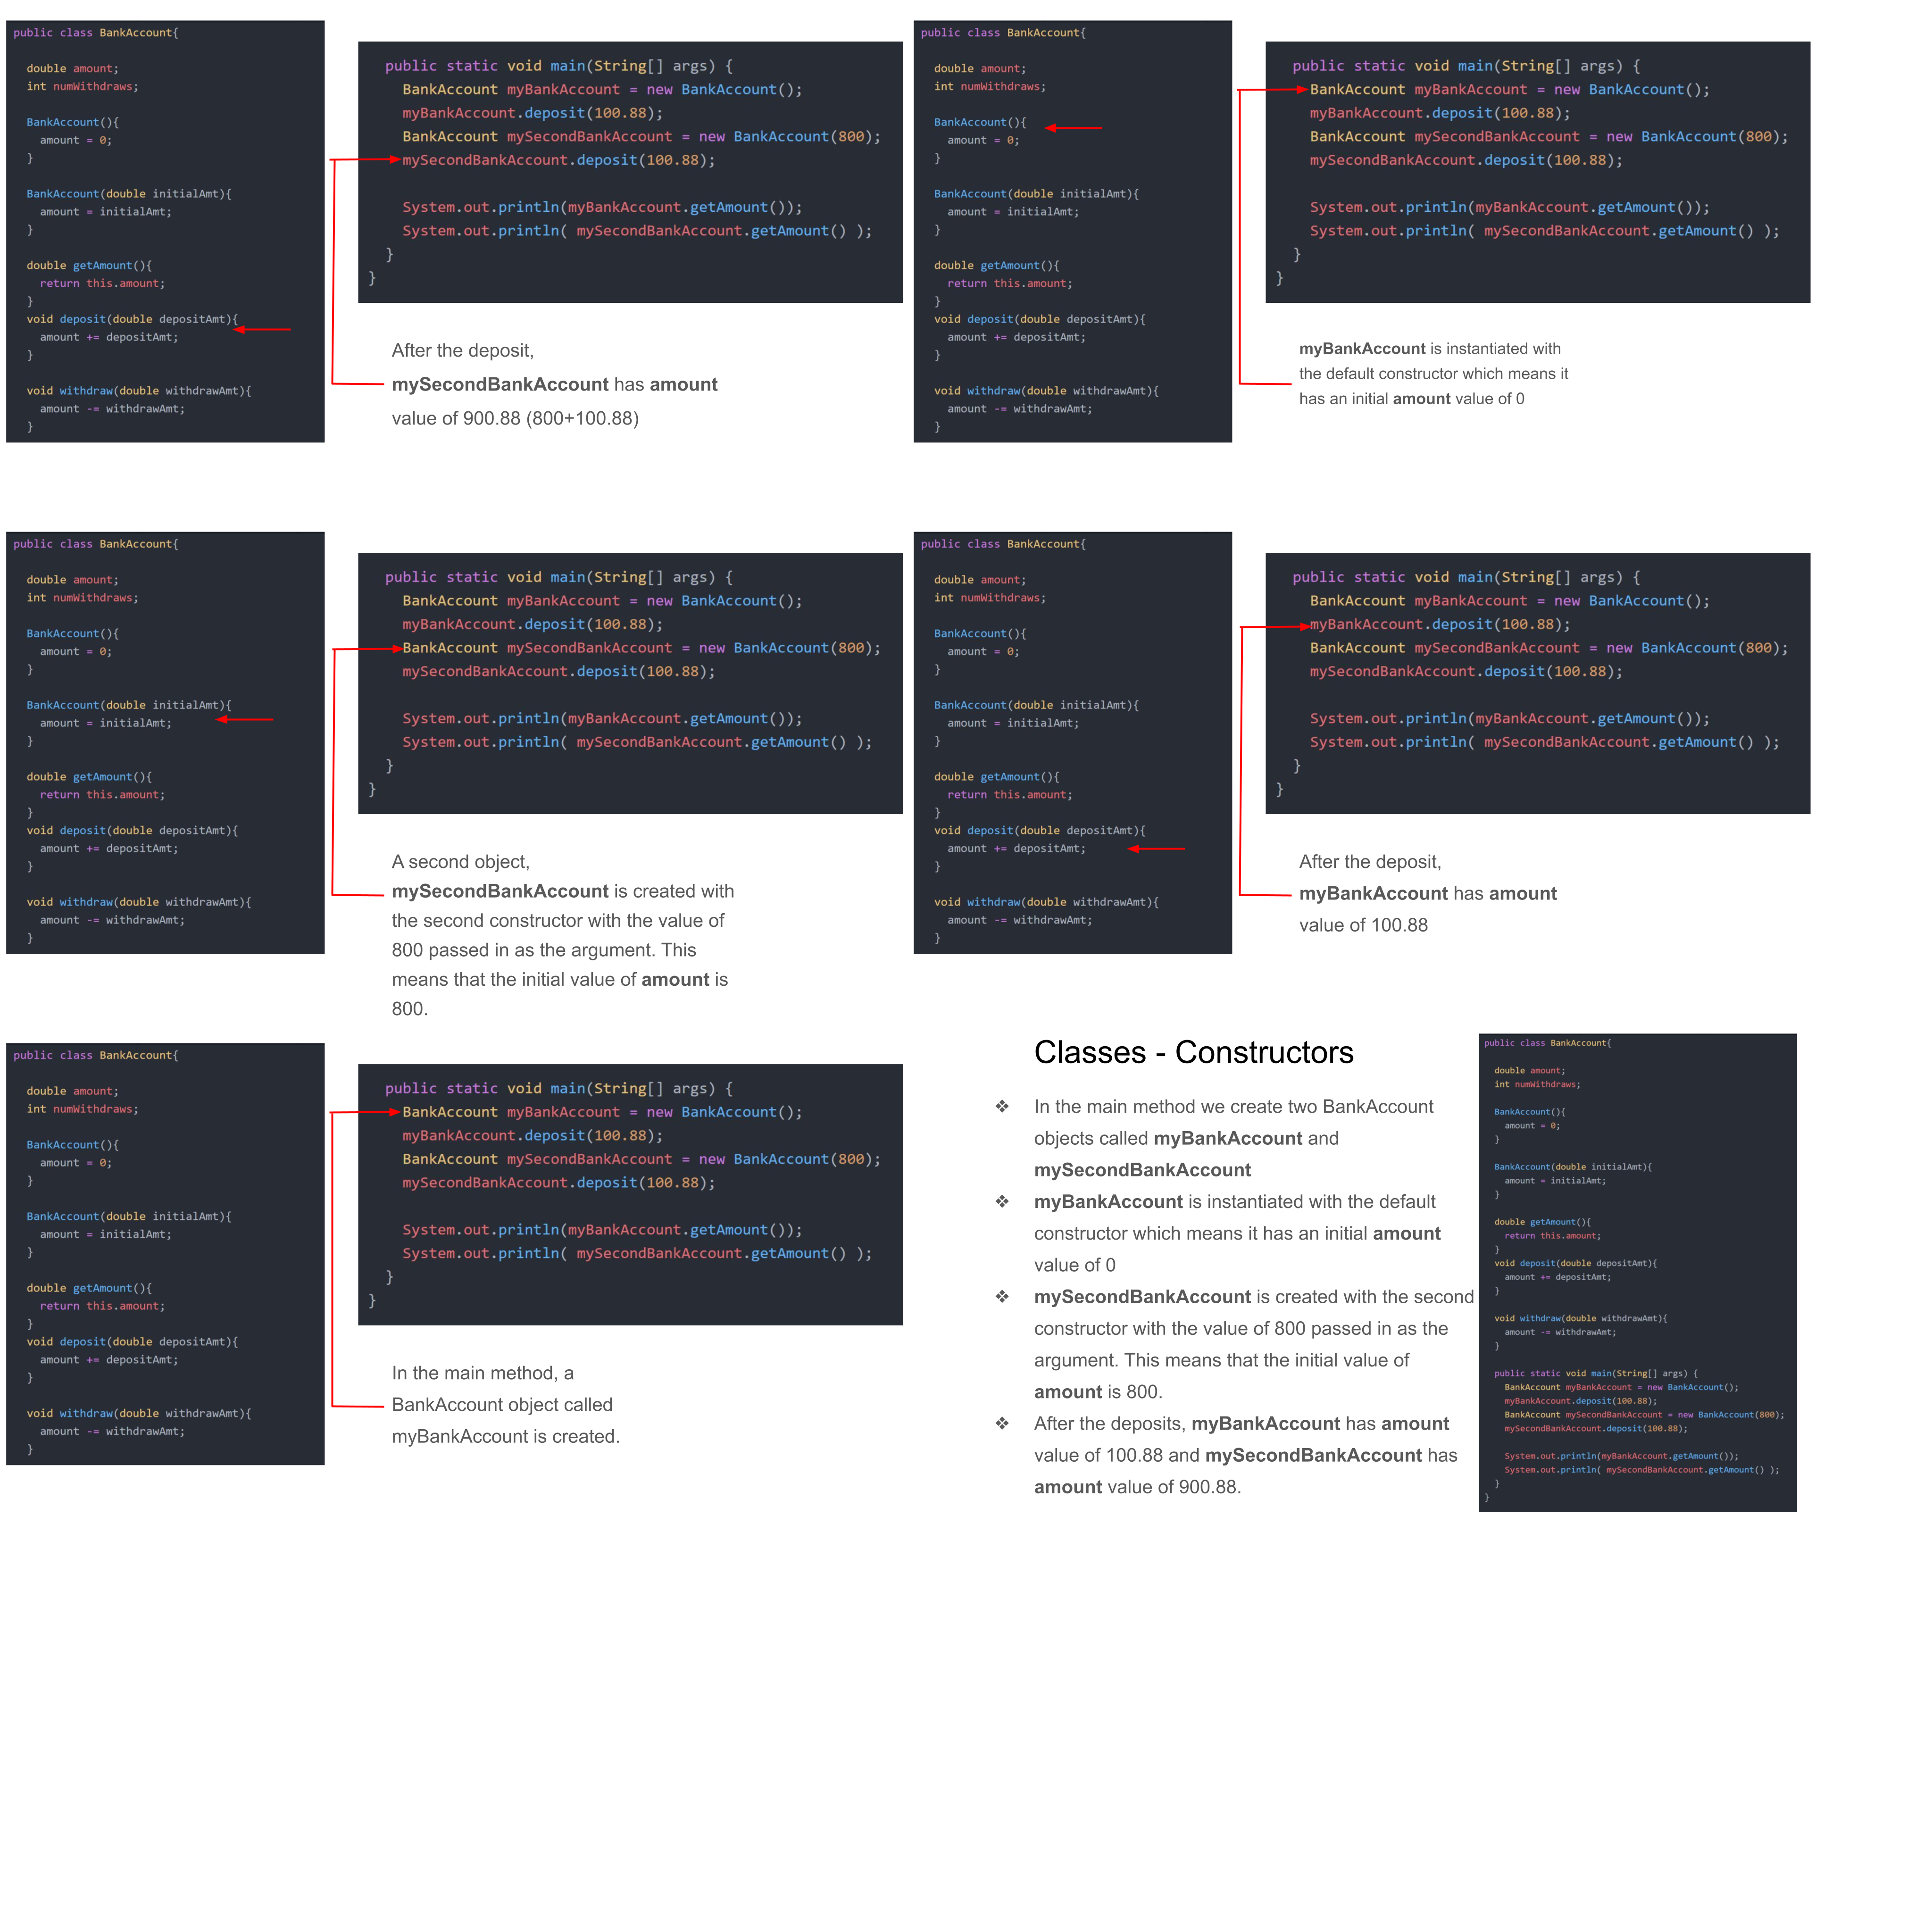 public class BankAccount{
double amount;
int numWithdraws;
BankAccount(){
amount = 0;
}
BankAccount(double initialAmt){
amount = initialAmt;
}
double getAmount(){
return this.amount;
}
void deposit(double depositAmt){
amount += depositAmt;
}
void withdraw(double withdrawAmt){
amount -= withdrawAmt;
}
public static void main(String[] args) {
BankAccount myBankAccount = new BankAccount();
myBankAccount.deposit(100.88);
BankAccount mySecondBankAccount = new BankAccount(800);
mySecondBankAccount.deposit(100.88);
System.out.println(myBankAccount.getAmount());
System.out.println( mySecondBankAccount.getAmount() );
}
}
After the deposit,
mySecondBankAccount has amount
value of 900.88 (800+100.88)
public class BankAccount{
double amount;
int numWithdraws;
BankAccount(){
amount = 0;
}
BankAccount(double initialAmt){
amount = initialAmt;
}
double getAmount(){
return this.amount;
}
void deposit(double depositAmt){
amount += depositAmt;
}
void withdraw(double withdrawAmt){
amount -= withdrawAmt;
}
public static void main(String[] args) {
BankAccount myBankAccount = new BankAccount();
myBankAccount.deposit(100.88);
BankAccount mySecondBankAccount = new BankAccount(800);
mySecondBankAccount.deposit(100.88);
System.out.println(myBankAccount.getAmount());
System.out.println( mySecondBankAccount.getAmount() );
}
}
myBankAccount is instantiated with
the default constructor which means it
has an initial amount value of 0
public class BankAccount{
double amount;
int numWithdraws;
BankAccount(){
amount = 0;
}
BankAccount(double initialAmt){
amount = initialAmt;
}
double getAmount(){
return this.amount;
}
void deposit(double depositAmt){
amount += depositAmt;
}
void withdraw(double withdrawAmt){
amount -= withdrawAmt;
}
public static void main(String[] args) {
BankAccount myBankAccount = new BankAccount();
myBankAccount.deposit(100.88);
BankAccount mySecondBankAccount = new BankAccount(800);
mySecondBankAccount.deposit(100.88);
System.out.println(myBankAccount.getAmount());
System.out.println( mySecondBankAccount.getAmount() );
}
}
A second object,
mySecondBankAccount is created with
the second constructor with the value of
800 passed in as the argument. This
means that the initial value of amount is
800.
public class BankAccount{
double amount;
int numWithdraws;
BankAccount(){
amount = 0;
}
BankAccount(double initialAmt){
amount = initialAmt;
}
double getAmount(){
return this.amount;
}
void deposit(double depositAmt){
amount += depositAmt;
}
void withdraw(double withdrawAmt){
amount -= withdrawAmt;
}
public static void main(String[] args) {
BankAccount myBankAccount = new BankAccount();
myBankAccount.deposit(100.88);
BankAccount mySecondBankAccount = new BankAccount(800);
mySecondBankAccount.deposit(100.88);
System.out.println(myBankAccount.getAmount());
System.out.println( mySecondBankAccount.getAmount() );
}
}
After the deposit,
myBankAccount has amount
value of 100.88
public class BankAccount{
double amount;
int numWithdraws;
BankAccount(){
amount = 0;
}
BankAccount(double initialAmt){
amount = initialAmt;
}
double getAmount(){
return this.amount;
}
void deposit(double depositAmt){
amount += depositAmt;
}
void withdraw(double withdrawAmt){
amount -= withdrawAmt;
}
public static void main(String[] args) {
BankAccount myBankAccount = new BankAccount();
myBankAccount.deposit(100.88);
BankAccount mySecondBankAccount = new BankAccount(800);
mySecondBankAccount.deposit(100.88);
System.out.println(myBankAccount.getAmount());
System.out.println( mySecondBankAccount.getAmount() );
}
}
In the main method, a
BankAccount object called
myBankAccount is created.
Classes - Constructors
❖ In the main method we create two BankAccount
objects called myBankAccount and
mySecondBankAccount
❖ myBankAccount is instantiated with the default
constructor which means it has an initial amount
value of 0
❖ mySecondBankAccount is created with the second
constructor with the value of 800 passed in as the
argument. This means that the initial value of
amount is 800.
❖ After the deposits, myBankAccount has amount
value of 100.88 and mySecondBankAccount has
amount value of 900.88.
public class BankAccount{
double amount;
int numWithdraws;
BankAccount(){
amount = 0;
}
BankAccount(double initialAmt){
amount = initialAmt;
}
double getAmount(){
return this.amount;
}
void deposit(double depositAmt){
amount += depositAmt;
}
void withdraw(double withdrawAmt){
amount -= withdrawAmt;
}
public static void main(String[] args) {
BankAccount myBankAccount = new BankAccount();
myBankAccount.deposit(100.88);
BankAccount mySecondBankAccount = new BankAccount(800);
mySecondBankAccount.deposit(100.88);
System.out.println(myBankAccount.getAmount());
System.out.println( mySecondBankAccount.getAmount() );
}
}